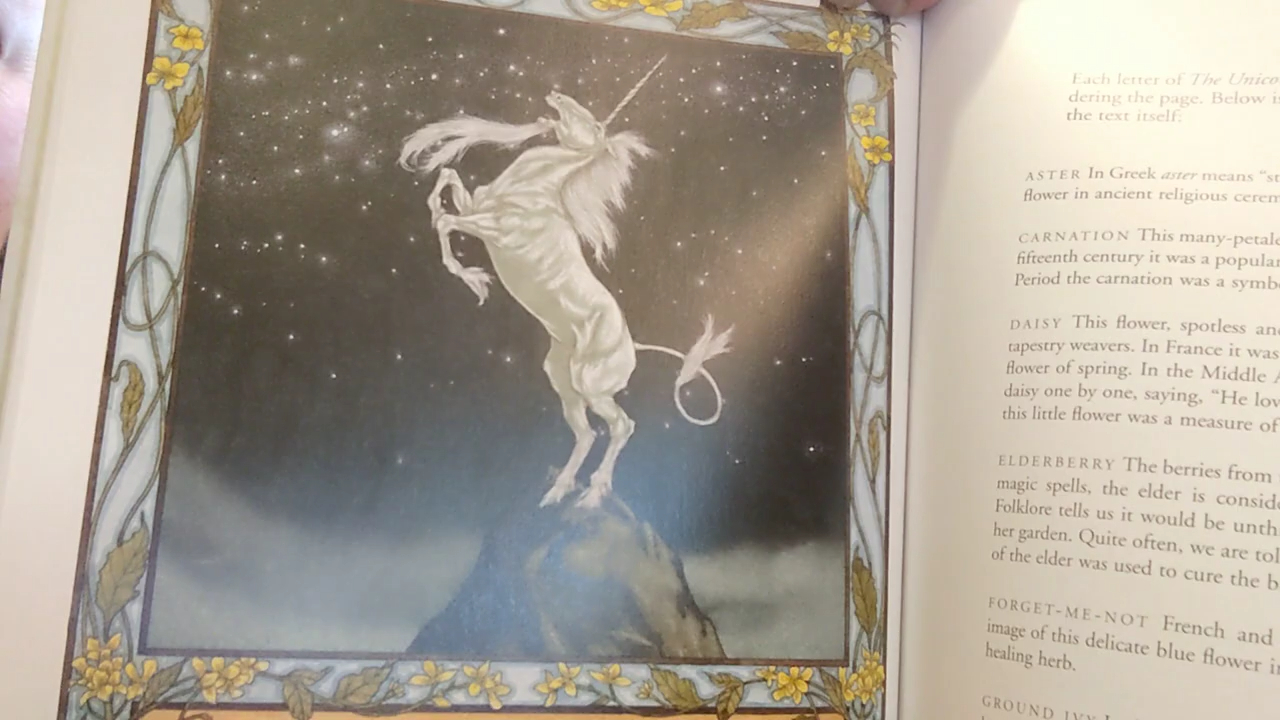 Each letter of The Unico
dering the page. Below i
the text itself:
ASTER In Greek aster means “st
flower in ancient religious cerem
CARNATION This many-petale
fifteenth century it was a popular
Period the carnation was a symb
DAISY This flower, spotless an
tapestry weavers. In France it was
flower of spring. In the Middle A
daisy one by one, saying, “He lov
this little flower was a measure of
ELDERBERRY The berries from
magic spells, the elder is conside
Folklore tells us it would be unth
her garden. Quite often, we are tol
of the elder was used to cure the b
FORGET-ME-NOT French and
image of this delicate blue flower i
healing herb.
GROUND IVY